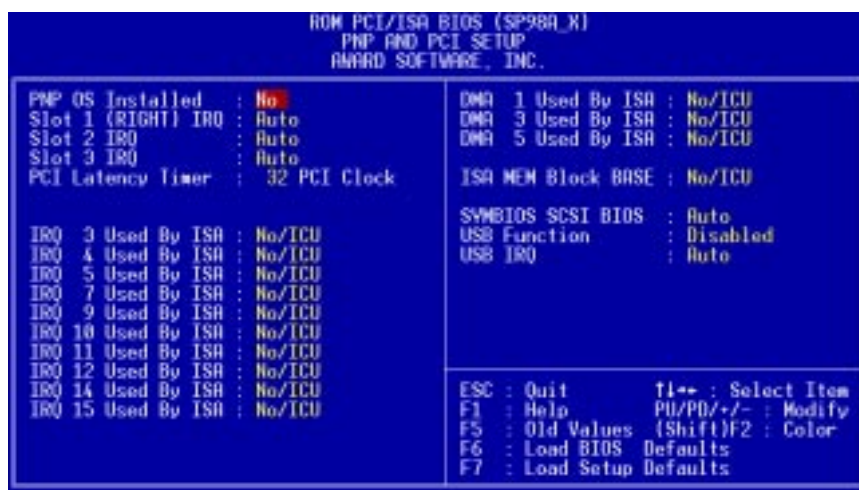 ROM PCI/ISA BIOS (SP98A_X)
PNP AND PCI SETUP
AWARD SOFTWARE, INC.
PNP OS Installed : No
Slot 1 (RIGHT) IRQ : Auto
Slot 2 IRQ : Auto
Slot 3 IRQ : Auto
PCI Latency Timer : 32 PCI Clock
IRQ 3 Used By ISA : No/ICU
IRQ 4 Used By ISA : No/ICU
IRQ 5 Used By ISA : No/ICU
IRQ 7 Used By ISA : No/ICU
IRQ 9 Used By ISA : No/ICU
IRQ 10 Used By ISA : No/ICU
IRQ 11 Used By ISA : No/ICU
IRQ 12 Used By ISA : No/ICU
IRQ 14 Used By ISA : No/ICU
IRQ 15 Used By ISA : No/ICU
DMA 1 Used By ISA : No/ICU
DMA 3 Used By ISA : No/ICU
DMA 5 Used By ISA : No/ICU
ISA MEM Block BASE : No/ICU
SYMBIOS SCSI BIOS : Auto
USB Function : Disabled
USB IRQ : Auto
ESC : Quit ↑↓→← : Select Item
F1 : Help PU/PD/+/- : Modify
F5 : Old Values (Shift)F2 : Color
F6 : Load BIOS Defaults
F7 : Load Setup Defaults